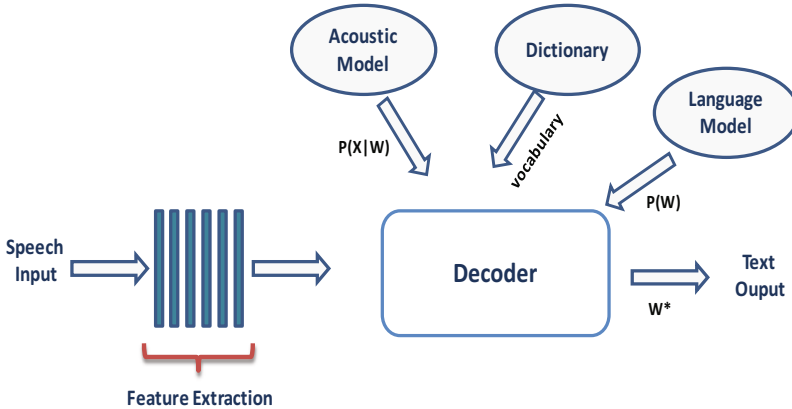 Acoustic
Model
Dictionary
Language
Model
P(X|W)
vocabulary
P(W)
Speech
Input
Decoder
Text
Ouput
W*
Feature Extraction